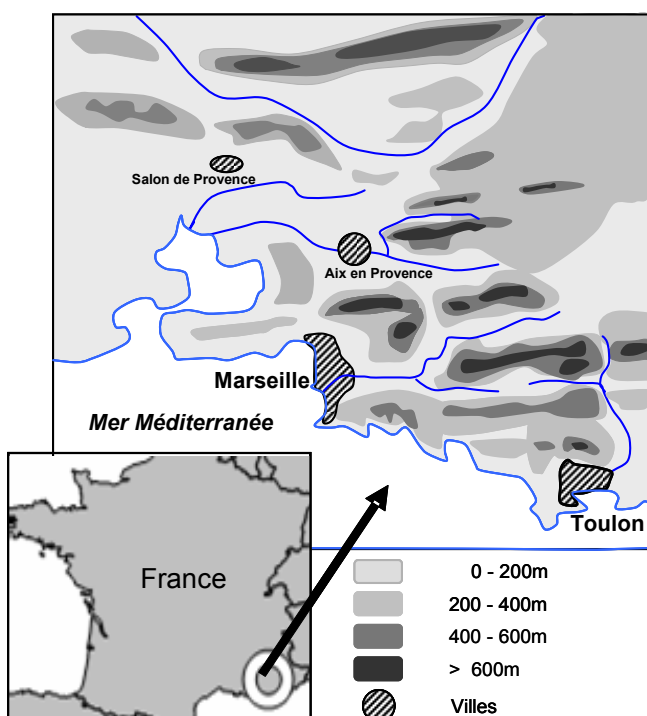 Salon de Provence
Aix en Provence
Marseille
Mer Méditerranée
Toulon
France
0 - 200m
200 - 400m
400 - 600m
> 600m
Villes